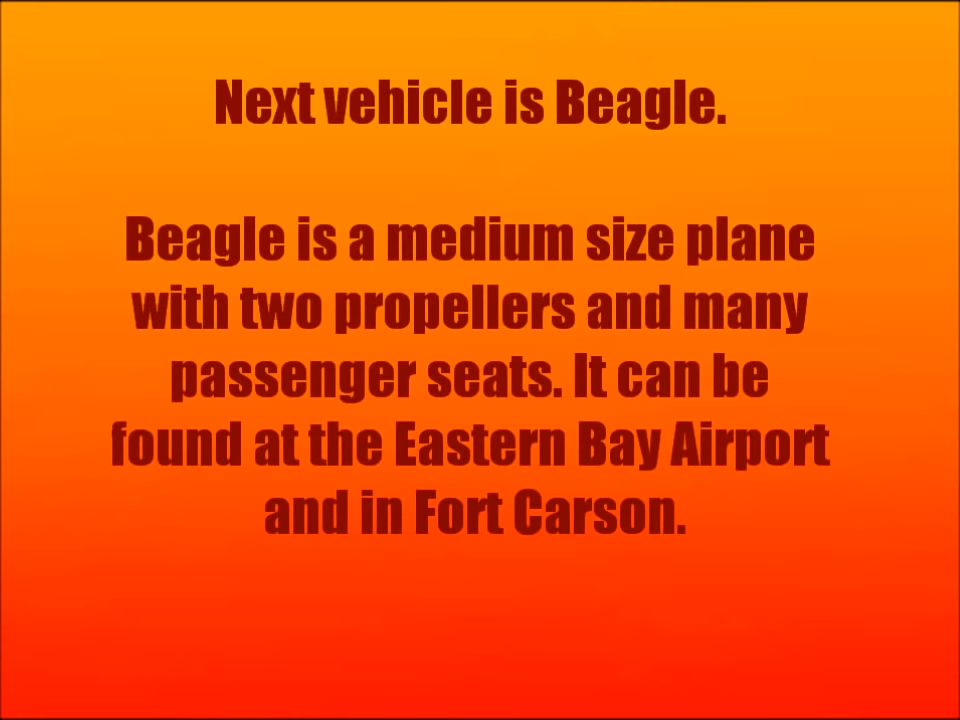 Next vehicle is Beagle.
Beagle is a medium size plane
with two propellers and many
passenger seats. It can be
found at the Eastern Bay Airport
and in Fort Carson.